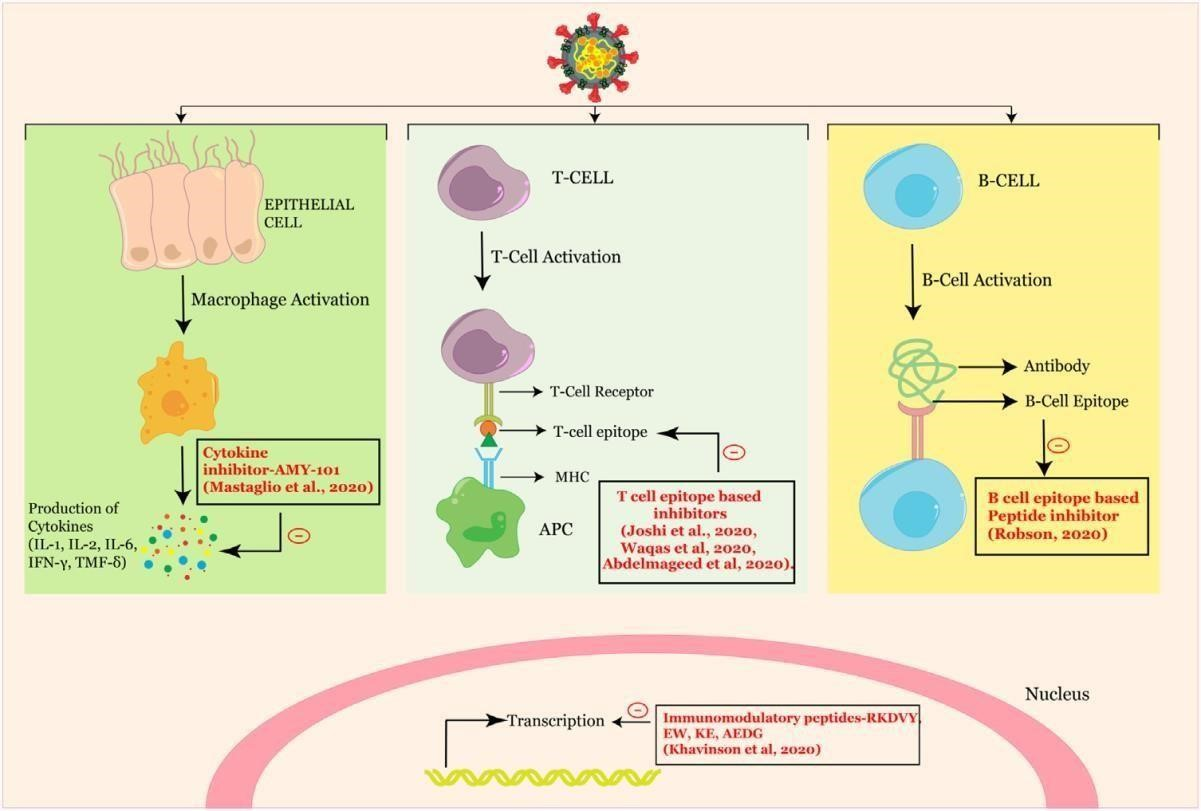 EPITHELIAL
CELL
Macrophage Activation
Cytokine
inhibitor-AMY-101
(Mastaglio et al., 2020)
Production of
Cytokines
(IL-1, IL-2, IL-6,
IFN-γ, TMF-δ)
−
T-CELL
T-Cell Activation
T-Cell Receptor
T-cell epitope
−
MHC
APC
T cell epitope based
inhibitors
(Joshi et al., 2020,
Waqas et al, 2020,
Abdelmageed et al, 2020).
B-CELL
B-Cell Activation
Antibody
B-Cell Epitope
−
B cell epitope based
Peptide inhibitor
(Robson, 2020)
Nucleus
Transcription
−
Immunomodulatory peptides-RKDVY,
EW, KE, AEDG
(Khavinson et al, 2020)